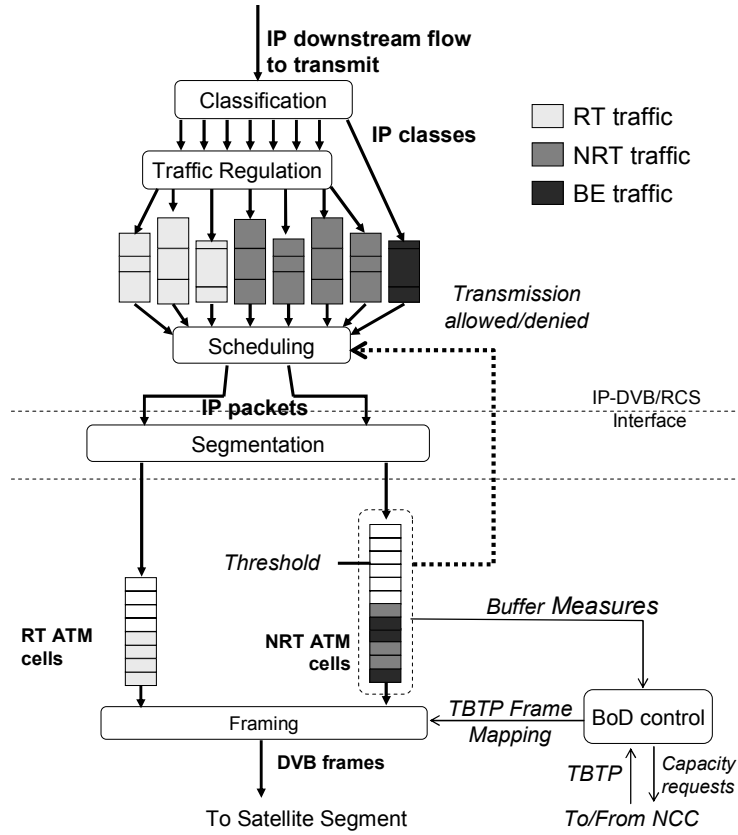 IP downstream flow
to transmit
Classification
IP classes
RT traffic
NRT traffic
BE traffic
Traffic Regulation
Transmission
allowed/denied
Scheduling
IP packets
IP-DVB/RCS
Interface
Segmentation
Threshold
Buffer Measures
RT ATM
cells
NRT ATM
cells
TBTP Frame
Mapping
BoD control
Framing
DVB frames
TBTP
Capacity
requests
To Satellite Segment
To/From NCC